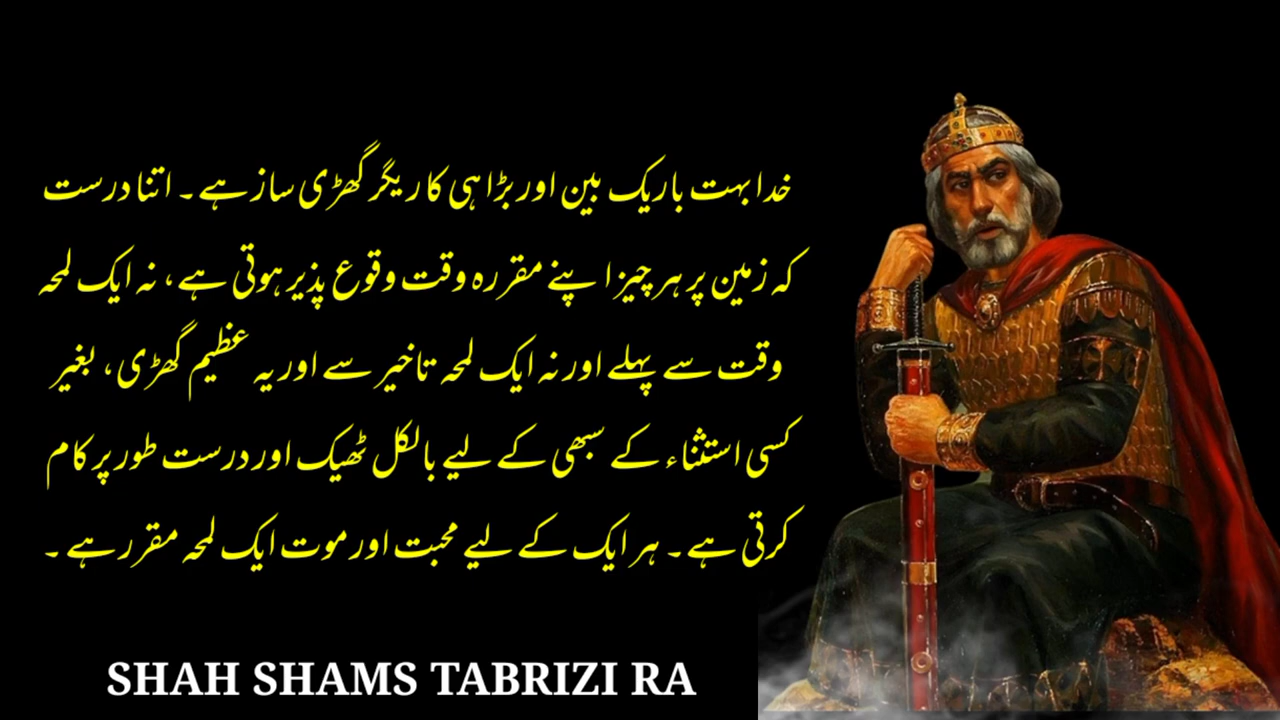 خدا بہت باریک بین اور بڑا ہی کاریگر گھڑی ساز ہے ۔ اتنا درست
کہ زمین پر ہر چیز اپنے مقررہ وقت وقوع پذیر ہوتی ہے ، نہ ایک لمحہ
وقت سے پہلے اور نہ ایک لمحہ تاخیر سے اور یہ عظیم گھڑی ، بغیر
کسی استثناء کے سبھی کے لیے بالکل ٹھیک اور درست طور پر کام
کرتی ہے ۔ ہر ایک کے لیے محبت اور موت ایک لمحہ مقرر ہے ۔
SHAH SHAMS TABRIZI RA